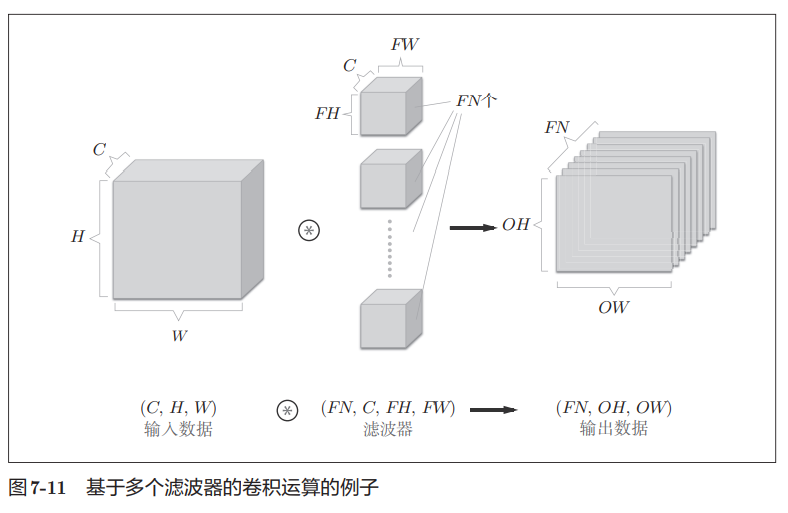 FW
C
FH
FN个
C
FN
H
OH
W
OW
(C, H, W) ⊛ (FN, C, FH, FW) → (FN, OH, OW)
输入数据 滤波器 输出数据
图7-11 基于多个滤波器的卷积运算的例子